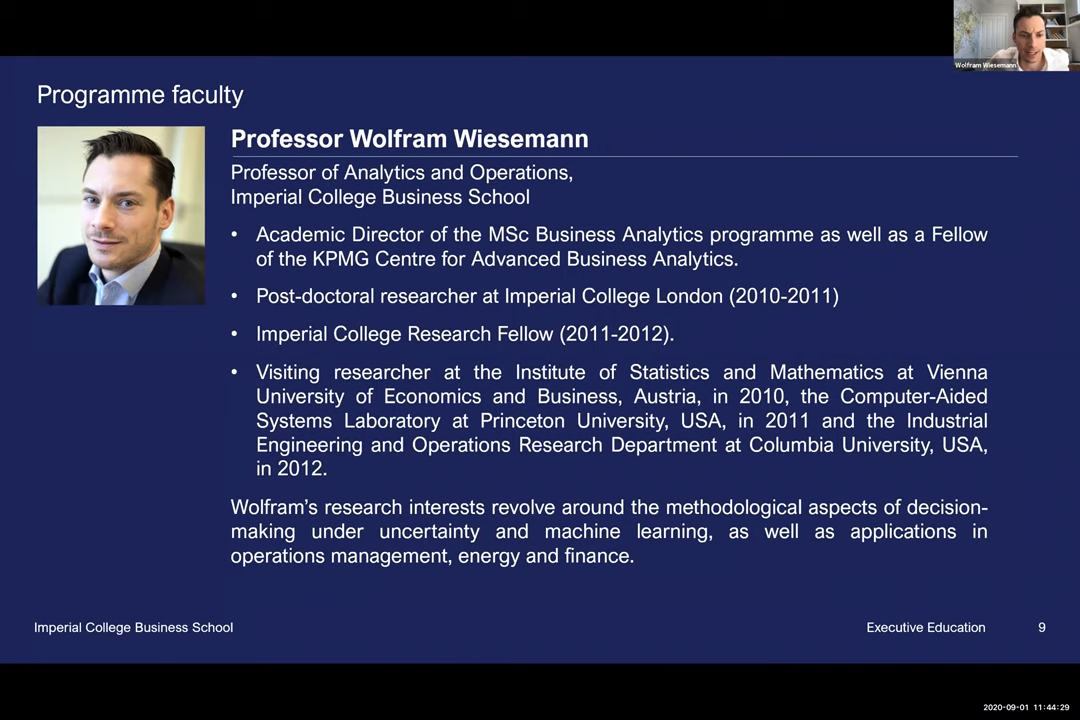 Wolfram Wiesemann
Programme faculty
Professor Wolfram Wiesemann
Professor of Analytics and Operations,
Imperial College Business School
• Academic Director of the MSc Business Analytics programme as well as a Fellow
of the KPMG Centre for Advanced Business Analytics.
• Post-doctoral researcher at Imperial College London (2010-2011)
• Imperial College Research Fellow (2011-2012).
• Visiting researcher at the Institute of Statistics and Mathematics at Vienna
University of Economics and Business, Austria, in 2010, the Computer-Aided
Systems Laboratory at Princeton University, USA, in 2011 and the Industrial
Engineering and Operations Research Department at Columbia University, USA,
in 2012.
Wolfram’s research interests revolve around the methodological aspects of decision-
making under uncertainty and machine learning, as well as applications in
operations management, energy and finance.
Imperial College Business School
Executive Education
9
2020-09-01 11:44:29